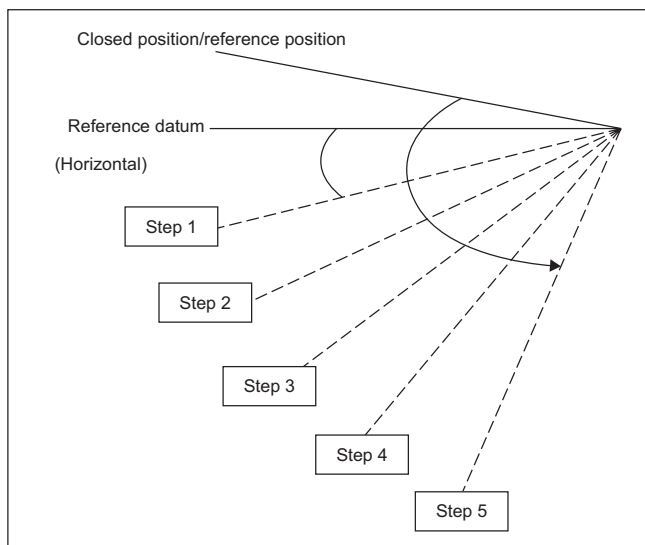 Closed position/reference position
Reference datum
(Horizontal)
Step 1
Step 2
Step 3
Step 4
Step 5